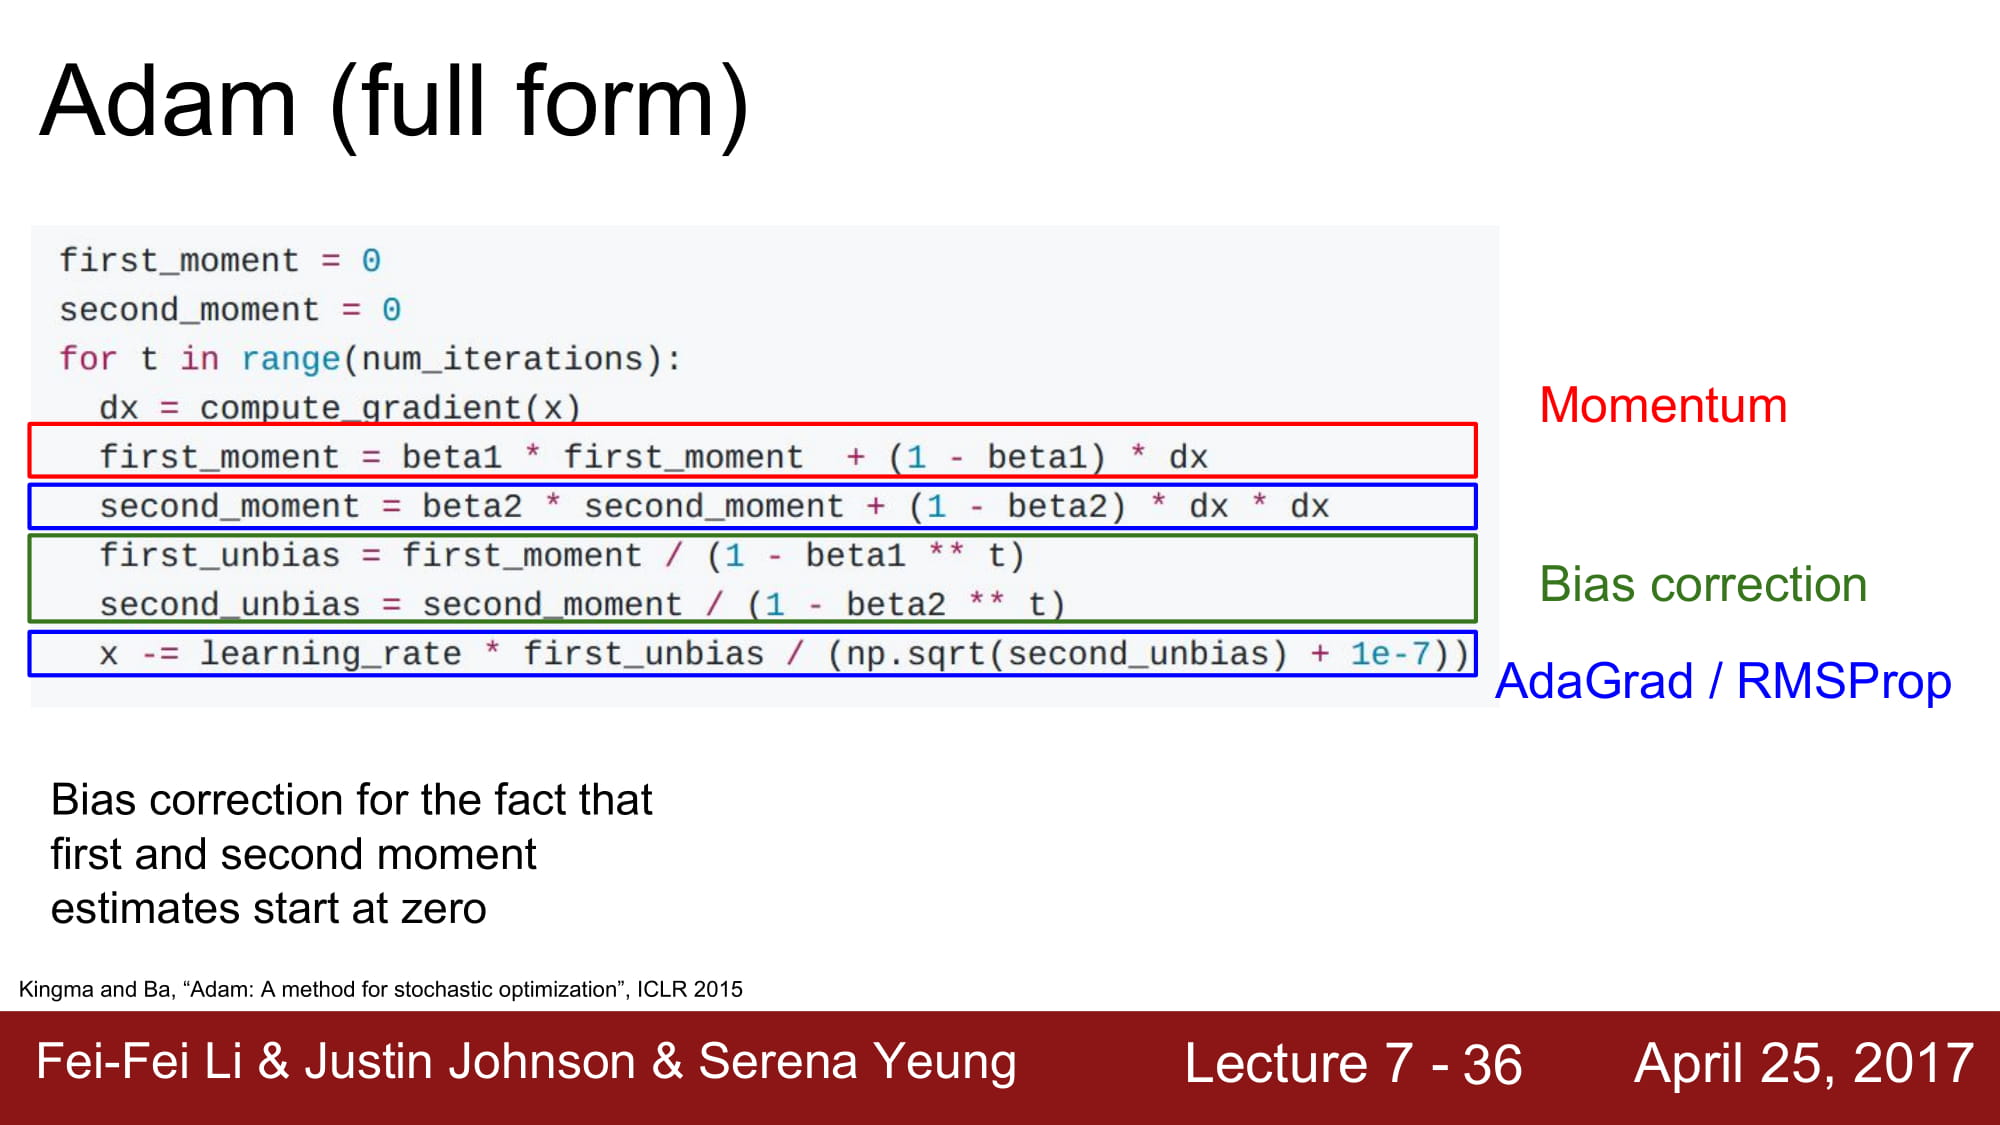 Adam (full form)
first_moment = 0
second_moment = 0
for t in range(num_iterations):
  dx = compute_gradient(x)
  first_moment = beta1 * first_moment  + (1 - beta1) * dx
  second_moment = beta2 * second_moment + (1 - beta2) * dx * dx
  first_unbias = first_moment / (1 - beta1 ** t)
  second_unbias = second_moment / (1 - beta2 ** t)
  x -= learning_rate * first_unbias / (np.sqrt(second_unbias) + 1e-7))
Momentum
Bias correction
AdaGrad / RMSProp
Bias correction for the fact that
first and second moment
estimates start at zero
Kingma and Ba, “Adam: A method for stochastic optimization”, ICLR 2015
Fei-Fei Li & Justin Johnson & Serena Yeung
Lecture 7 - 36
April 25, 2017